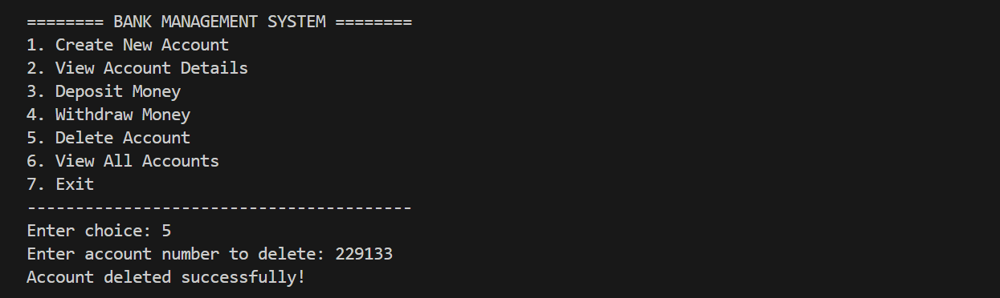 ======== BANK MANAGEMENT SYSTEM ========
1. Create New Account
2. View Account Details
3. Deposit Money
4. Withdraw Money
5. Delete Account
6. View All Accounts
7. Exit
----------------------------------------
Enter choice: 5
Enter account number to delete: 229133
Account deleted successfully!